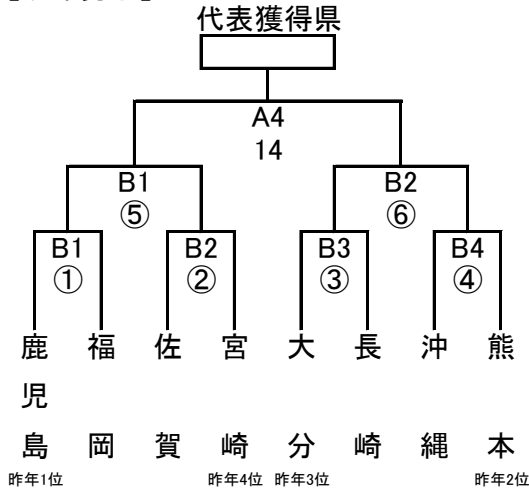 代表獲得県
A4
14
B1
⑤
B2
⑥
B1
①
B2
②
B3
③
B4
④
鹿児島
福岡
佐賀
宮崎
大分
長崎
沖縄
熊本
昨年1位
昨年4位
昨年3位
昨年2位